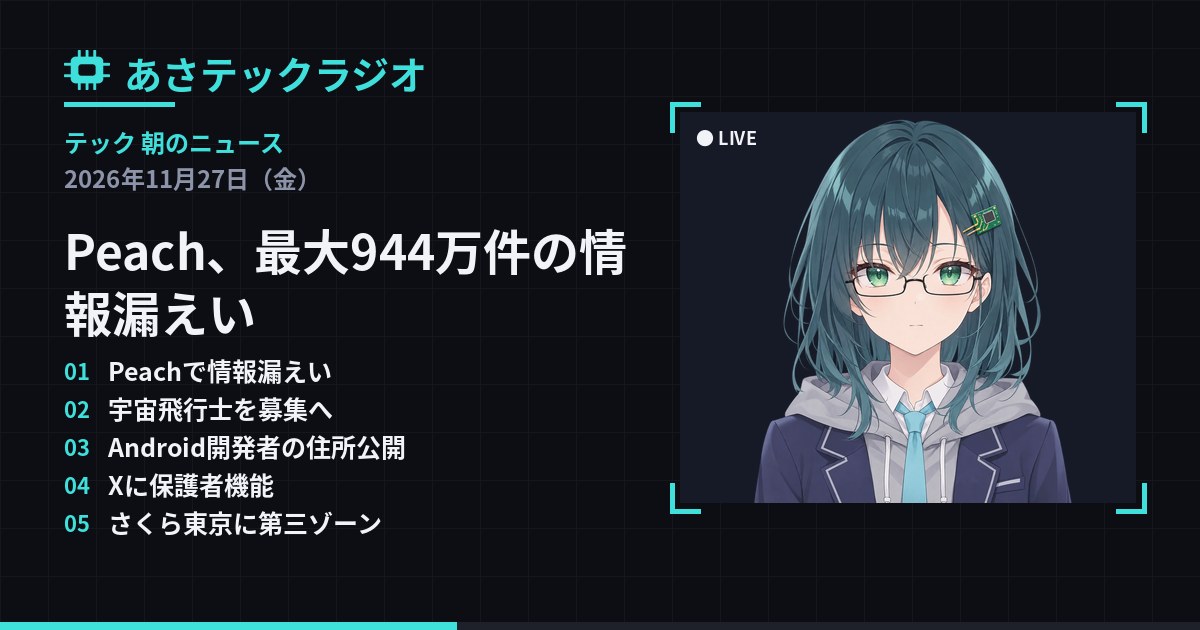 あさテックラジオ
テック 朝のニュース
2026年11月27日（金）
Peach、最大944万件の情
報漏えい
01 Peachで情報漏えい
02 宇宙飛行士を募集へ
03 Android開発者の住所公開
04 Xに保護者機能
05 さくら東京に第三ゾーン
LIVE